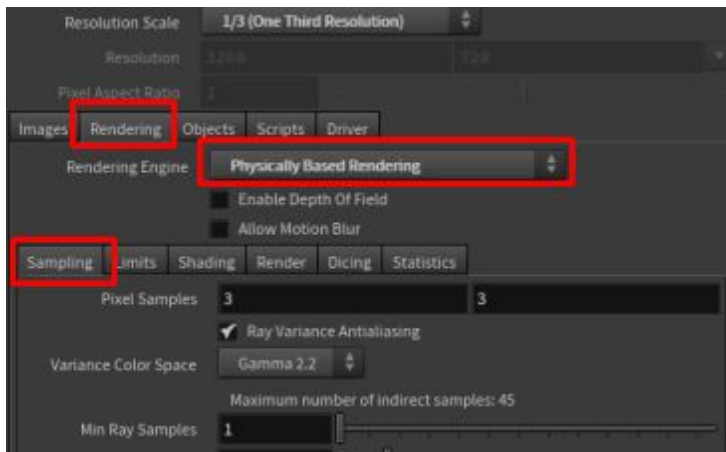 Resolution Scale 1/3 (One Third Resolution)
Resolution 1280 720
Pixel Aspect Ratio 1
Images Rendering Objects Scripts Driver
Rendering Engine Physically Based Rendering
Enable Depth Of Field
Allow Motion Blur
Sampling Limits Shading Render Dicing Statistics
Pixel Samples 3 3
Ray Variance Antialiasing
Variance Color Space Gamma 2.2
Maximum number of indirect samples: 45
Min Ray Samples 1